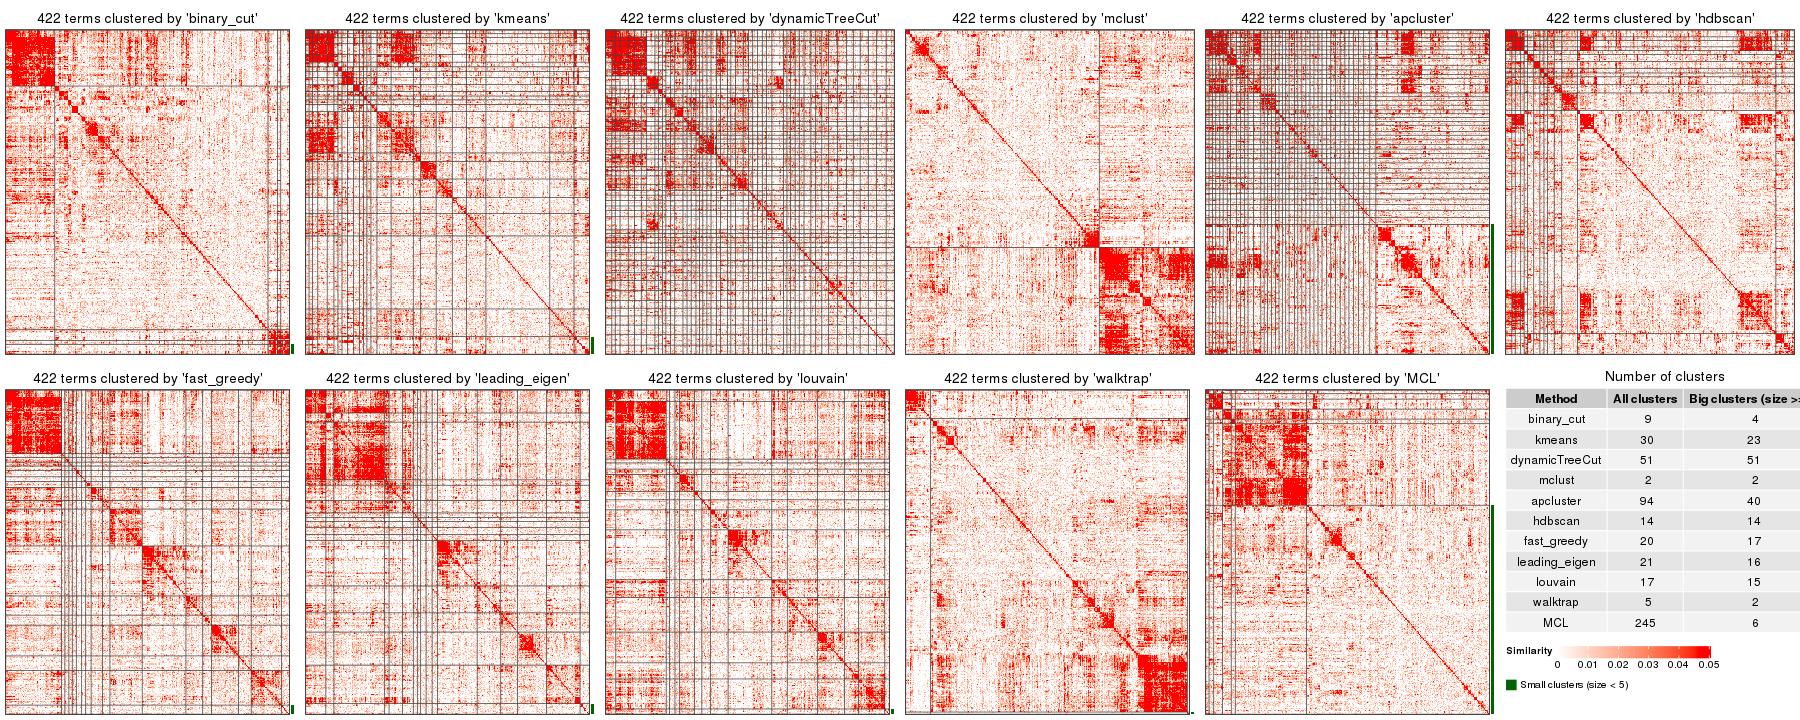 422 terms clustered by 'binary_cut'
422 terms clustered by 'kmeans'
422 terms clustered by 'dynamicTreeCut'
422 terms clustered by 'mclust'
422 terms clustered by 'apcluster'
422 terms clustered by 'hdbscan'
422 terms clustered by 'fast_greedy'
422 terms clustered by 'leading_eigen'
422 terms clustered by 'louvain'
422 terms clustered by 'walktrap'
422 terms clustered by 'MCL'
Number of clusters
Method All clusters Big clusters (size >=
binary_cut 9 4
kmeans 30 23
dynamicTreeCut 51 51
mclust 2 2
apcluster 94 40
hdbscan 14 14
fast_greedy 20 17
leading_eigen 21 16
louvain 17 15
walktrap 5 2
MCL 245 6
Similarity
0 0.01 0.02 0.03 0.04 0.05
Small clusters (size < 5)